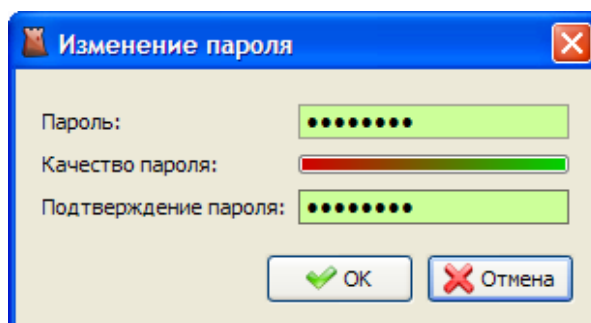 Изменение пароля
Пароль: ••••••••
Качество пароля:
Подтверждение пароля: ••••••••
OK Отмена